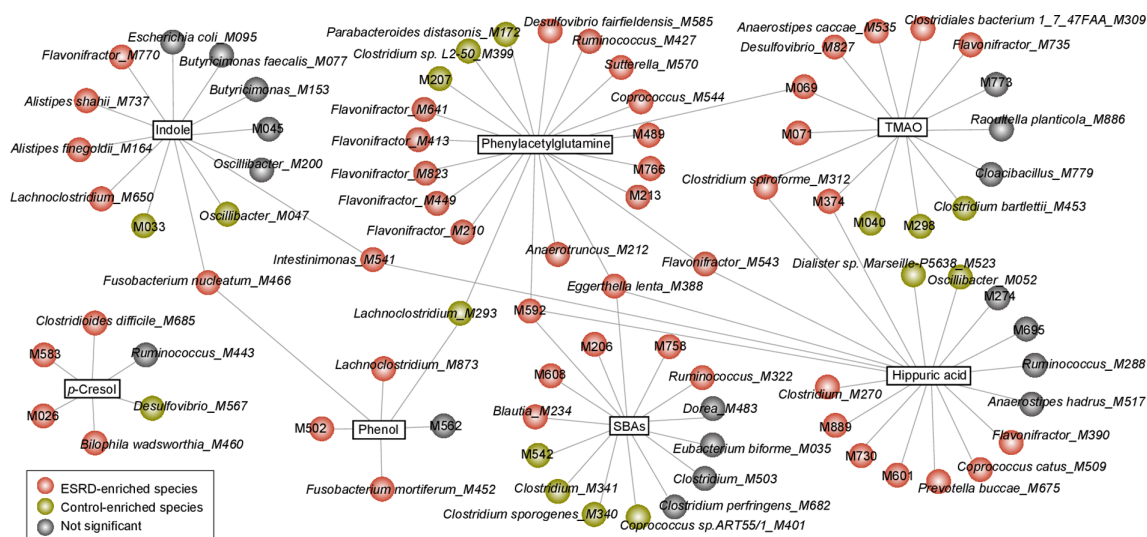 Escherichia coli_M095
Flavonifractor_M770
Butyricimonas faecalis_M077
Alistipes shahii_M737
Butyricimonas_M153
Indole
M045
Alistipes finegoldii_M164
Oscillibacter_M200
Lachnoclostridium_M650
M033
Oscillibacter_M047
Intestinimonas_M541
Fusobacterium nucleatum_M466
Parabacteroides distasonis_M172
Desulfovibrio fairfieldensis_M585
Clostridium sp. L2-50_M399
Ruminococcus_M427
M207
Sutterella_M570
Flavonifractor_M641
Coprococcus_M544
Flavonifractor_M413
Phenylacetylglutamine
M489
Flavonifractor_M823
M766
Flavonifractor_M449
M213
Flavonifractor_M210
Anaerotruncus_M212
Flavonifractor_M543
Eggerthella lenta_M388
Lachnoclostridium_M293
M592
Anaerostipes caccae_M535
Clostridiales bacterium 1_7_47FAA_M309
Desulfovibrio_M827
Flavonifractor_M735
M069
M773
M071
TMAO
Raoultella planticola_M886
Clostridium spiroforme_M312
Cloacibacillus_M779
M374
Clostridium bartlettii_M453
M040
M298
Dialister sp. Marseille-P5638_M523
Oscillibacter_M052
M274
M695
Ruminococcus_M288
Hippuric acid
Clostridium_M270
Anaerostipes hadrus_M517
M889
Flavonifractor_M390
M730
Coprococcus catus_M509
M601
Prevotella buccae_M675
Clostridioides difficile_M685
M583
Ruminococcus_M443
p-Cresol
M026
Desulfovibrio_M567
Bilophila wadsworthia_M460
Lachnoclostridium_M873
M502
Phenol
M562
Fusobacterium mortiferum_M452
M206
M758
M608
Ruminococcus_M322
Blautia_M234
Dorea_M483
SBAs
M542
Eubacterium biforme_M035
Clostridium_M341
Clostridium_M503
Clostridium sporogenes_M340
Clostridium perfringens_M682
Coprococcus sp.ART55/1_M401
ESRD-enriched species
Control-enriched species
Not significant